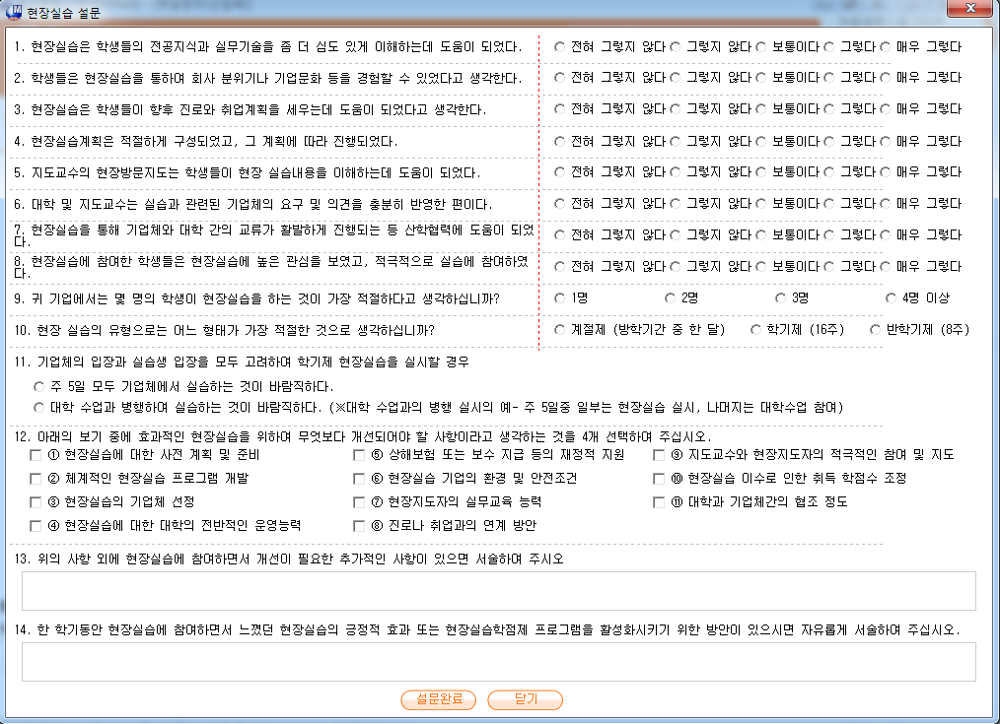 현장실습 설문
1. 현장실습은 학생들의 전공지식과 실무기술을 좀 더 심도 있게 이해하는데 도움이 되었다. 전혀 그렇지 않다 그렇지 않다 보통이다 그렇다 매우 그렇다
2. 학생들은 현장실습을 통하여 회사 분위기나 기업문화 등을 경험할 수 있었다고 생각한다. 전혀 그렇지 않다 그렇지 않다 보통이다 그렇다 매우 그렇다
3. 현장실습은 학생들이 향후 진로와 취업계획을 세우는데 도움이 되었다고 생각한다. 전혀 그렇지 않다 그렇지 않다 보통이다 그렇다 매우 그렇다
4. 현장실습계획은 적절하게 구성되었고, 그 계획에 따라 진행되었다. 전혀 그렇지 않다 그렇지 않다 보통이다 그렇다 매우 그렇다
5. 지도교수의 현장방문지도는 학생들이 현장 실습내용을 이해하는데 도움이 되었다. 전혀 그렇지 않다 그렇지 않다 보통이다 그렇다 매우 그렇다
6. 대학 및 지도교수는 실습과 관련된 기업체의 요구 및 의견을 충분히 반영한 편이다. 전혀 그렇지 않다 그렇지 않다 보통이다 그렇다 매우 그렇다
7. 현장실습을 통해 기업체와 대학 간의 교류가 활발하게 진행되는 등 산학협력에 도움이 되었
다. 전혀 그렇지 않다 그렇지 않다 보통이다 그렇다 매우 그렇다
8. 현장실습에 참여한 학생들은 현장실습에 높은 관심을 보였고, 적극적으로 실습에 참여하였
다. 전혀 그렇지 않다 그렇지 않다 보통이다 그렇다 매우 그렇다
9. 귀 기업에서는 몇 명의 학생이 현장실습을 하는 것이 가장 적절하다고 생각하십니까? 1명 2명 3명 4명 이상
10. 현장 실습의 유형으로는 어느 형태가 가장 적절한 것으로 생각하십니까? 계절제 (방학기간 중 한 달) 학기제 (16주) 반학기제 (8주)
11. 기업체의 입장과 실습생 입장을 모두 고려하여 학기제 현장실습을 실시할 경우
주 5일 모두 기업체에서 실습하는 것이 바람직하다.
대학 수업과 병행하여 실습하는 것이 바람직하다. (※대학 수업과의 병행 실시의 예- 주 5일중 일부는 현장실습 실시, 나머지는 대학수업 참여)
12. 아래의 보기 중에 효과적인 현장실습을 위하여 무엇보다 개선되어야 할 사항이라고 생각하는 것을 4개 선택하여 주십시오.
① 현장실습에 대한 사전 계획 및 준비 ⑤ 상해보험 또는 보수 지급 등의 재정적 지원 ⑨ 지도교수와 현장지도자의 적극적인 참여 및 지도
② 체계적인 현장실습 프로그램 개발 ⑥ 현장실습 기업의 환경 및 안전조건 ⑩ 현장실습 이수로 인한 취득 학점수 조정
③ 현장실습의 기업체 선정 ⑦ 현장지도자의 실무교육 능력 ⑪ 대학과 기업체간의 협조 정도
④ 현장실습에 대한 대학의 전반적인 운영능력 ⑧ 진로나 취업과의 연계 방안
13. 위의 사항 외에 현장실습에 참여하면서 개선이 필요한 추가적인 사항이 있으면 서술하여 주시오
14. 한 학기동안 현장실습에 참여하면서 느꼈던 현장실습의 긍정적 효과 또는 현장실습학점제 프로그램을 활성화시키기 위한 방안이 있으시면 자유롭게 서술하여 주십시오.
설문완료 닫기